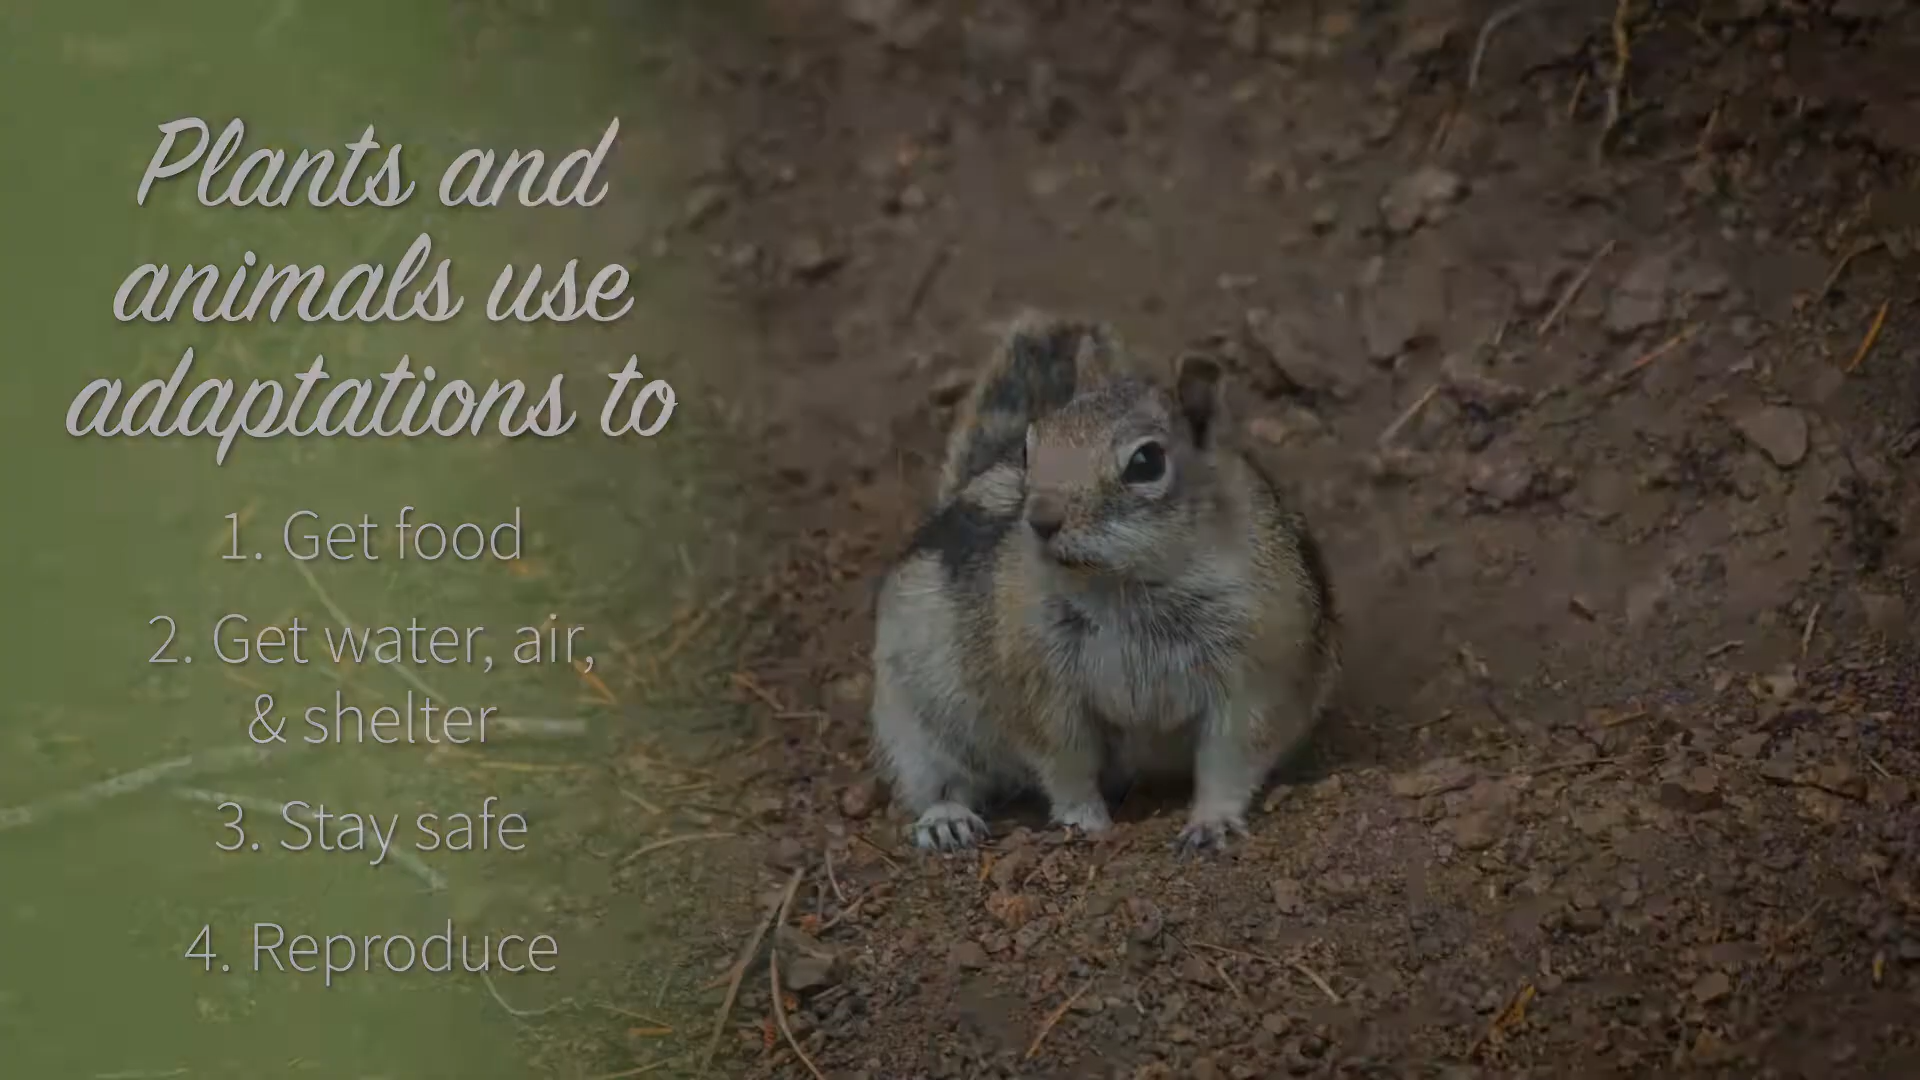 Plants and
animals use
adaptations to
1. Get food
2. Get water, air,
& shelter
3. Stay safe
4. Reproduce